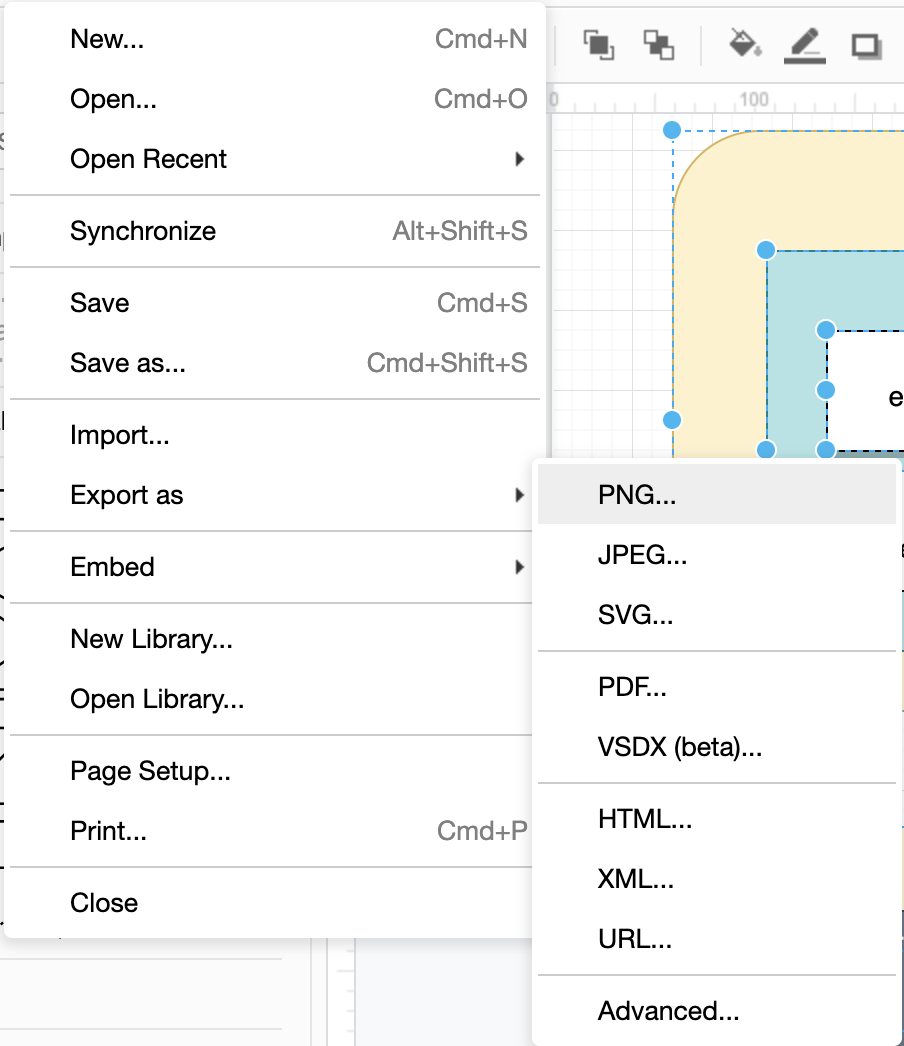 New... Cmd+N
Open... Cmd+O
Open Recent
Synchronize Alt+Shift+S
Save Cmd+S
Save as... Cmd+Shift+S
Import...
Export as
Embed
New Library...
Open Library...
Page Setup...
Print... Cmd+P
Close
0 100
e
PNG...
JPEG...
SVG...
PDF...
VSDX (beta)...
HTML...
XML...
URL...
Advanced...